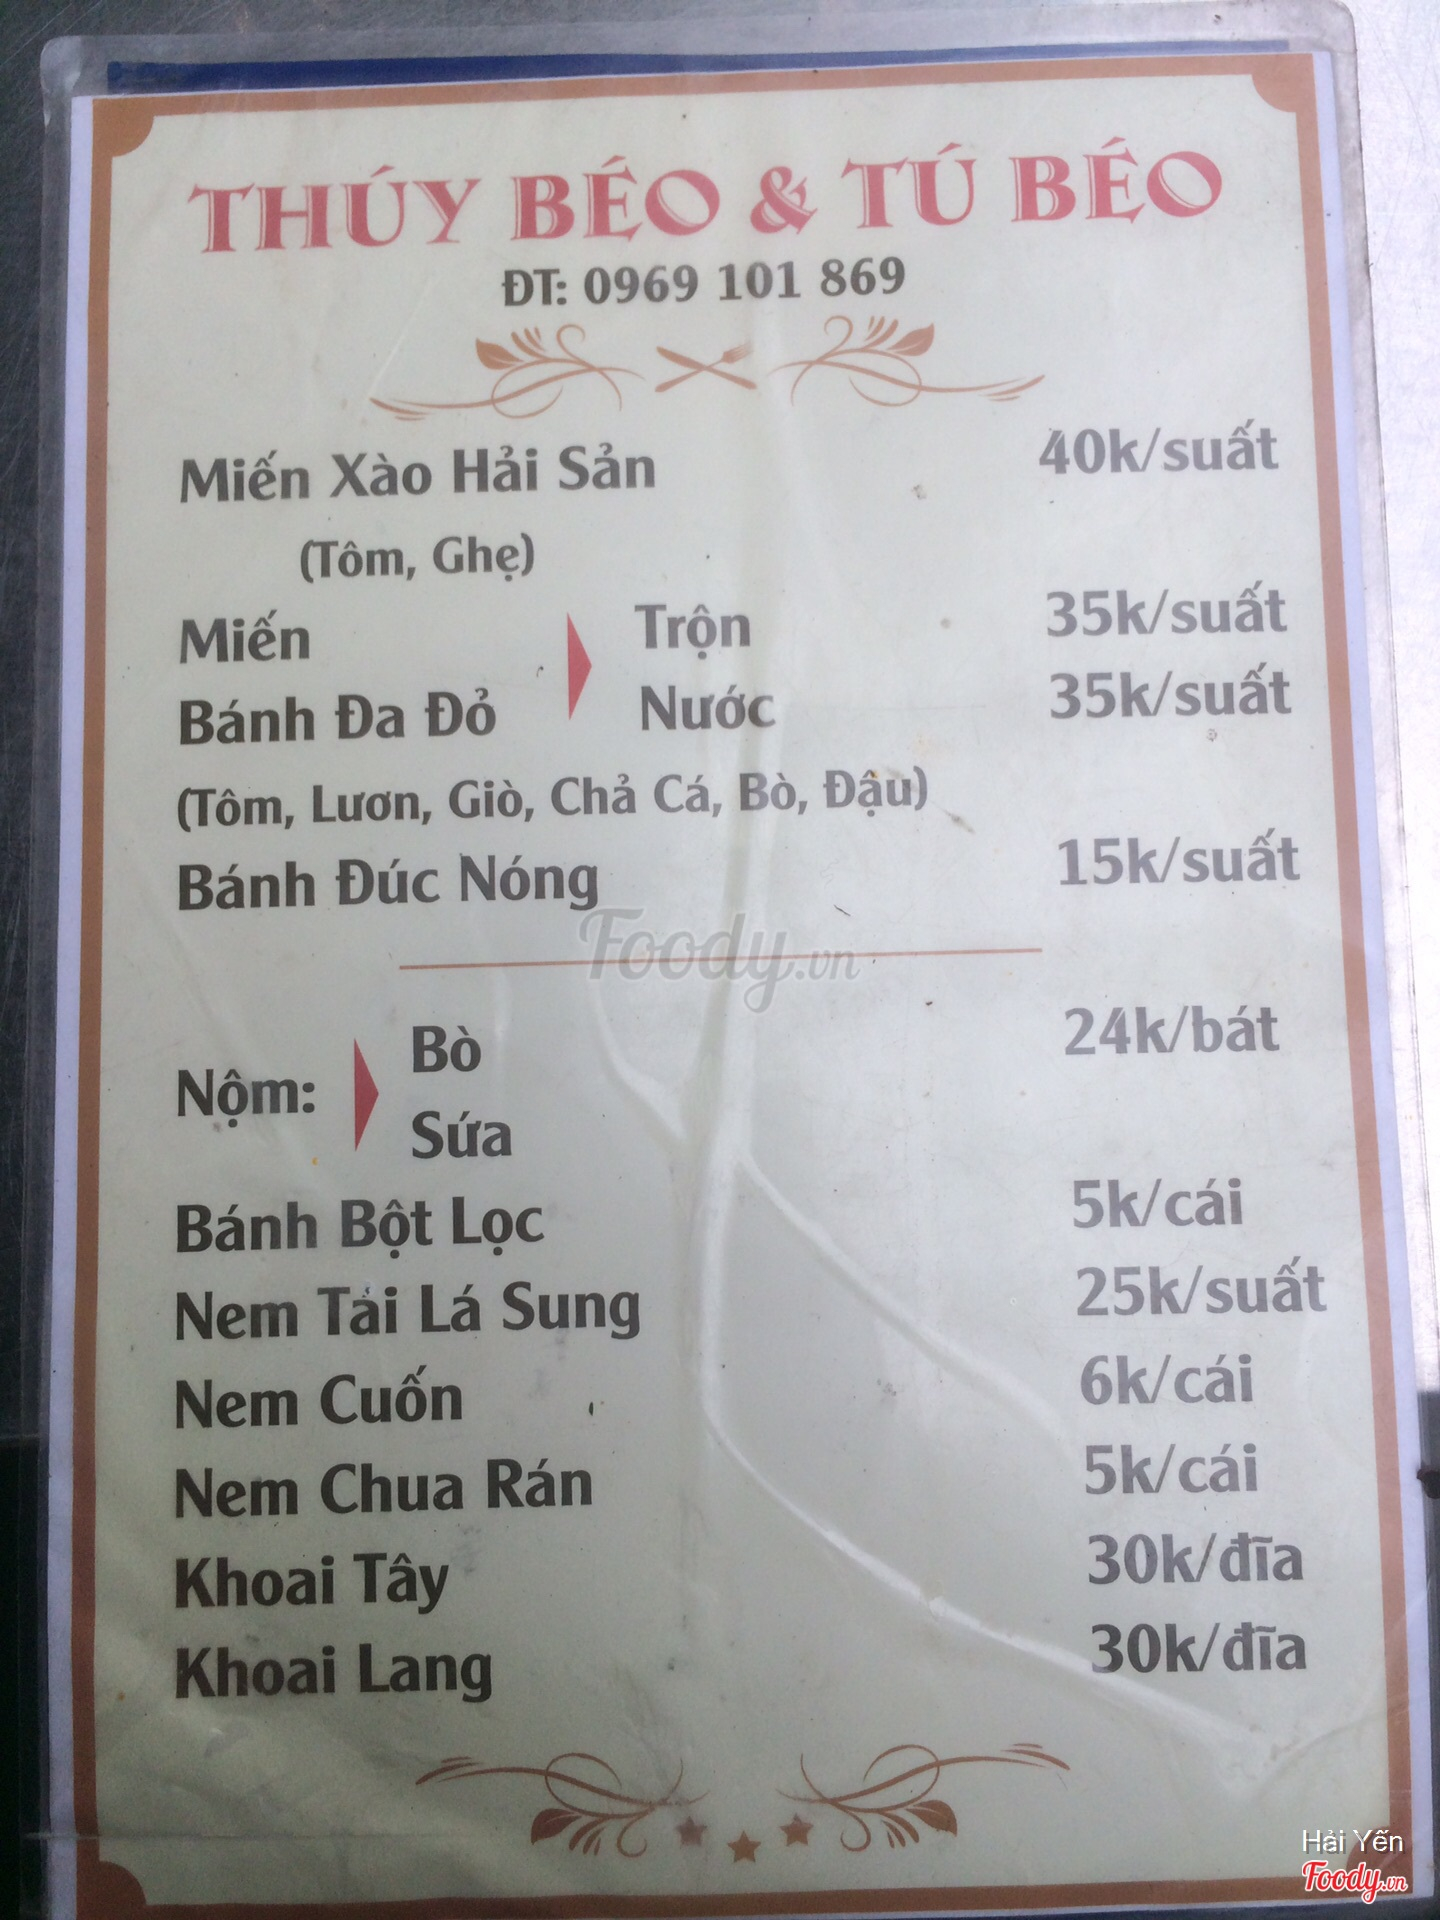 THÚY BÉO & TÚ BÉO
ĐT: 0969 101 869
Miến Xào Hải Sản 40k/suất
(Tôm, Ghẹ)
Miến Trộn 35k/suất
Bánh Đa Đỏ Nước 35k/suất
(Tôm, Lươn, Giò, Chả Cá, Bò, Đậu)
Bánh Đúc Nóng 15k/suất
Foody.vn
Nộm: Bò 24k/bát
Sứa
Bánh Bột Lọc 5k/cái
Nem Tải Lá Sung 25k/suất
Nem Cuốn 6k/cái
Nem Chua Rán 5k/cái
Khoai Tây 30k/đĩa
Khoai Lang 30k/đĩa
Hải Yến
Foody.vn